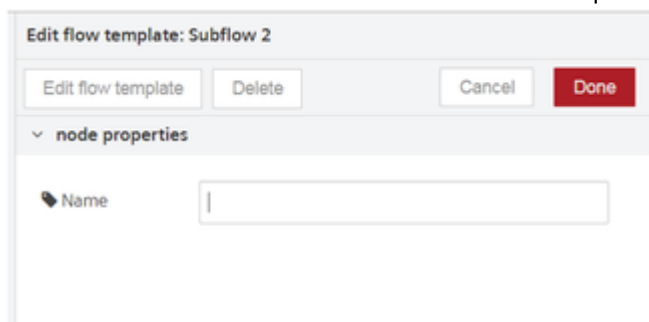 Edit flow template: Subflow 2
Edit flow template Delete Cancel Done
node properties
Name